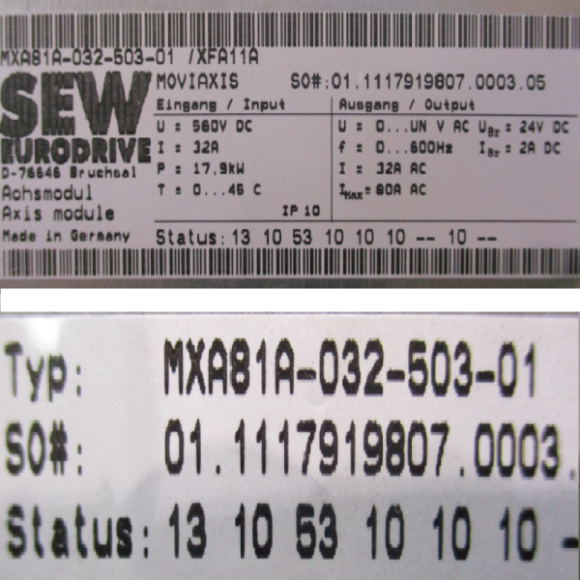 MXA81A-032-503-01 /XFA11A
SEW
EURODRIVE
D-76646 Bruchsal
Achsmodul
Axis module
Made in Germany
MOVIAXIS SO#:01.1117919807.0003.05
Eingang / Input
U = 560V DC
I = 32A
P = 17,9kW
T = 0...45 C
IP 10
Ausgang / Output
U = 0...UN V AC UBr = 24V DC
f = 0...600Hz IBr = 2A DC
I = 32A AC
IMax = 80A AC
Status: 13 10 53 10 10 10 -- 10 --
Typ: MXA81A-032-503-01
SO#: 01.1117919807.0003.
Status: 13 10 53 10 10 10 -